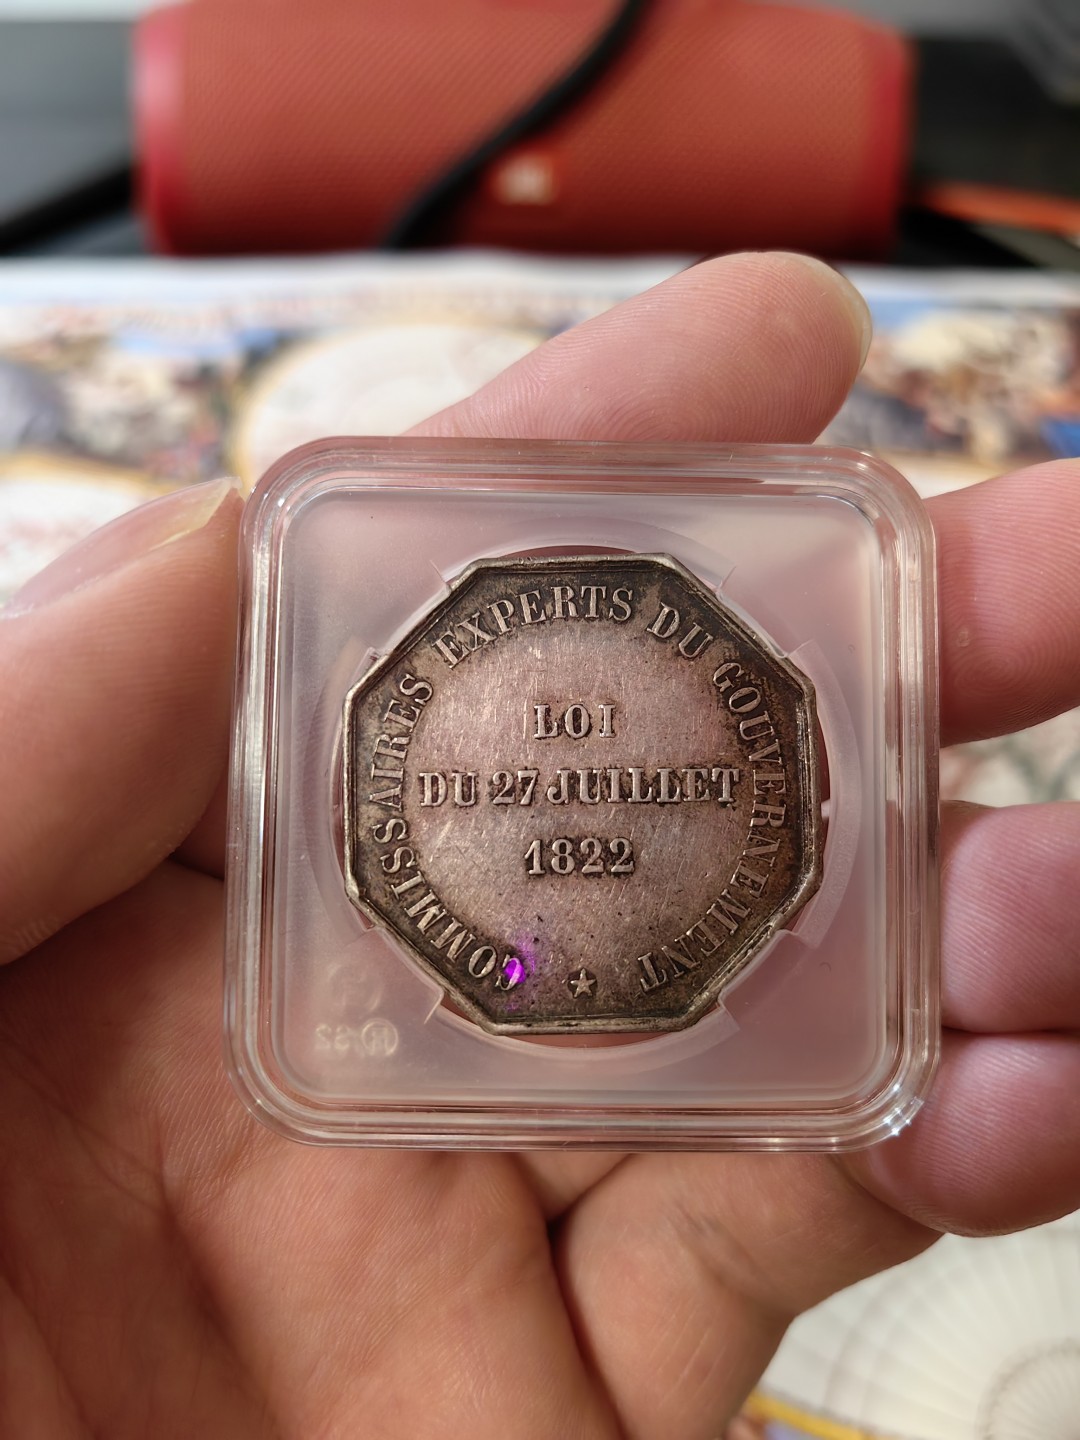 COMMISSAIRES EXPERTS DU GOUVERNEMENT
LOI
DU 27 JUILLET
1822